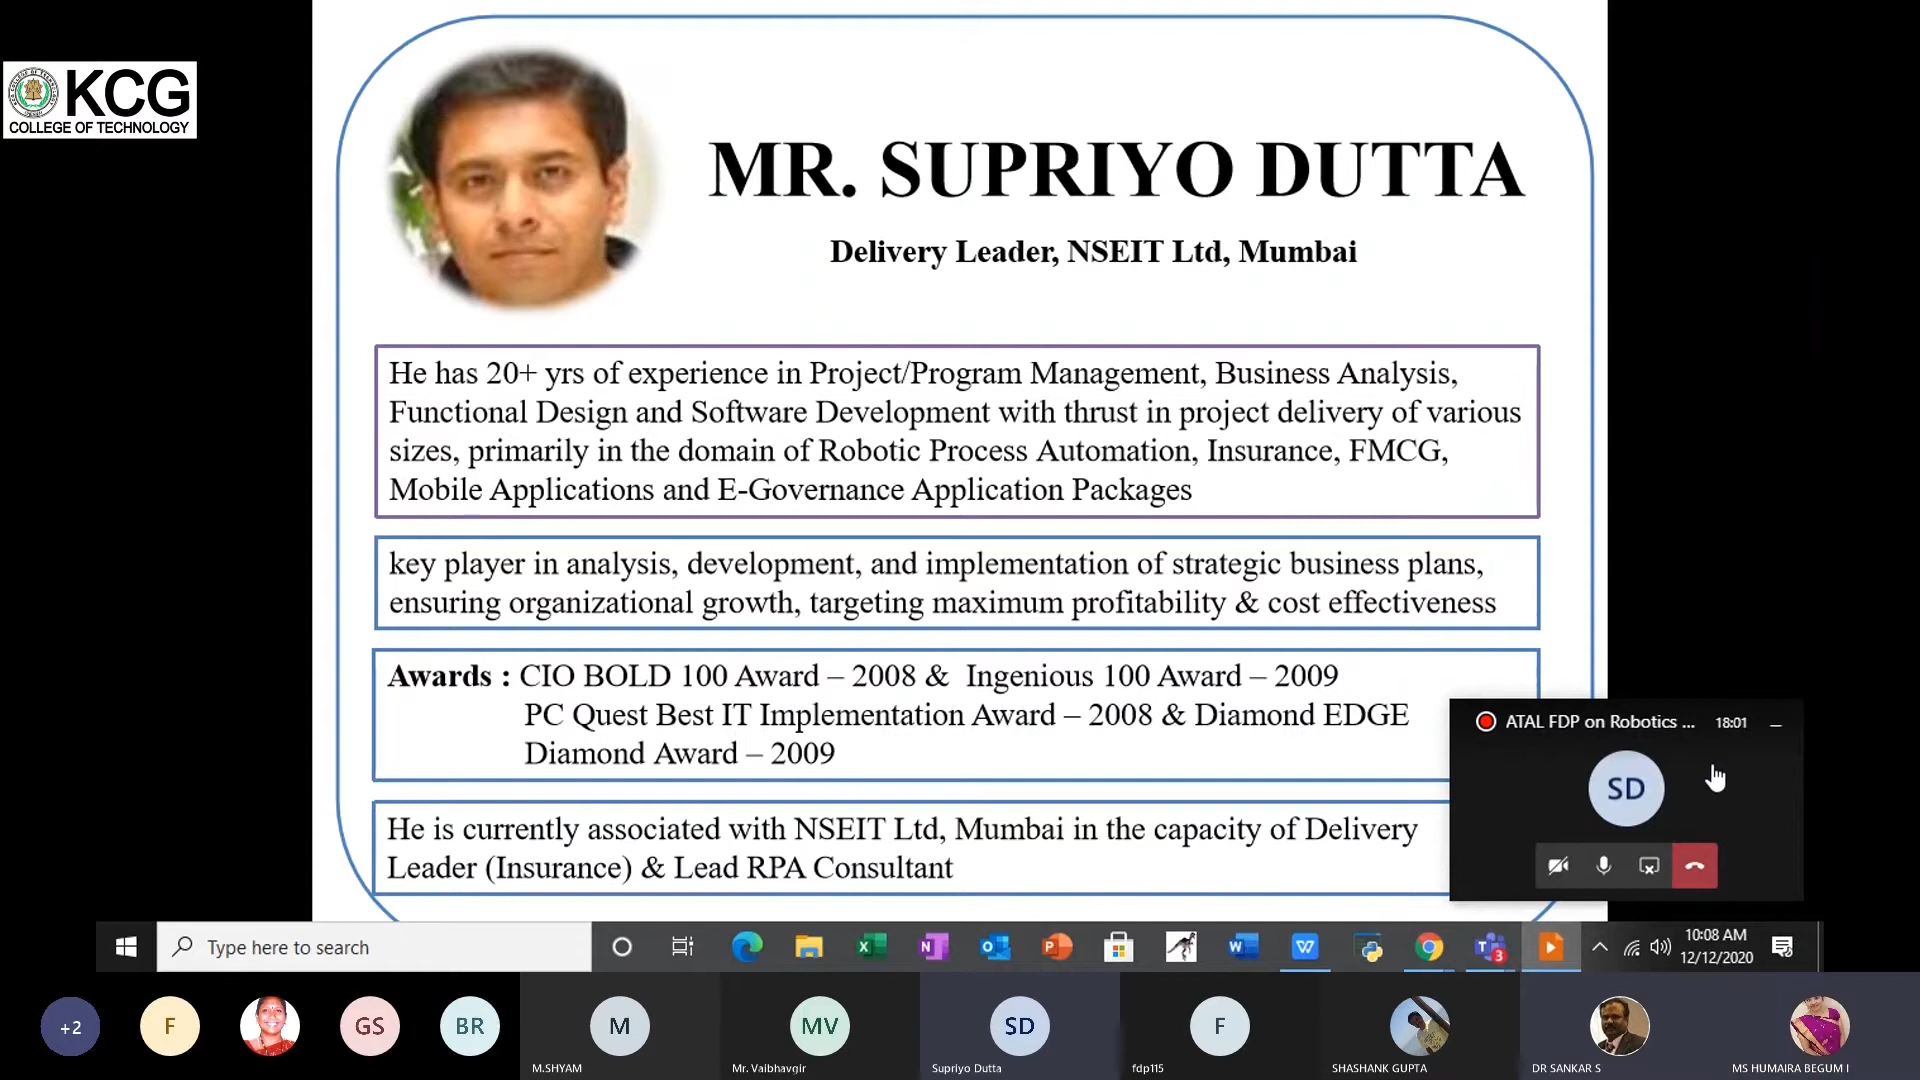 KCG
COLLEGE OF TECHNOLOGY
MR. SUPRIYO DUTTA
Delivery Leader, NSEIT Ltd, Mumbai
He has 20+ yrs of experience in Project/Program Management, Business Analysis,
Functional Design and Software Development with thrust in project delivery of various
sizes, primarily in the domain of Robotic Process Automation, Insurance, FMCG,
Mobile Applications and E-Governance Application Packages
key player in analysis, development, and implementation of strategic business plans,
ensuring organizational growth, targeting maximum profitability & cost effectiveness
Awards : CIO BOLD 100 Award – 2008 & Ingenious 100 Award – 2009
PC Quest Best IT Implementation Award – 2008 & Diamond EDGE
Diamond Award – 2009
He is currently associated with NSEIT Ltd, Mumbai in the capacity of Delivery
Leader (Insurance) & Lead RPA Consultant
ATAL FDP on Robotics ... 18:01
SD
Type here to search
10:08 AM
12/12/2020
3
+2 F GS BR M MV SD F
M.SHYAM Mr. Vaibhavgir Supriyo Dutta fdp115 SHASHANK GUPTA DR SANKAR S MS HUMAIRA BEGUM I